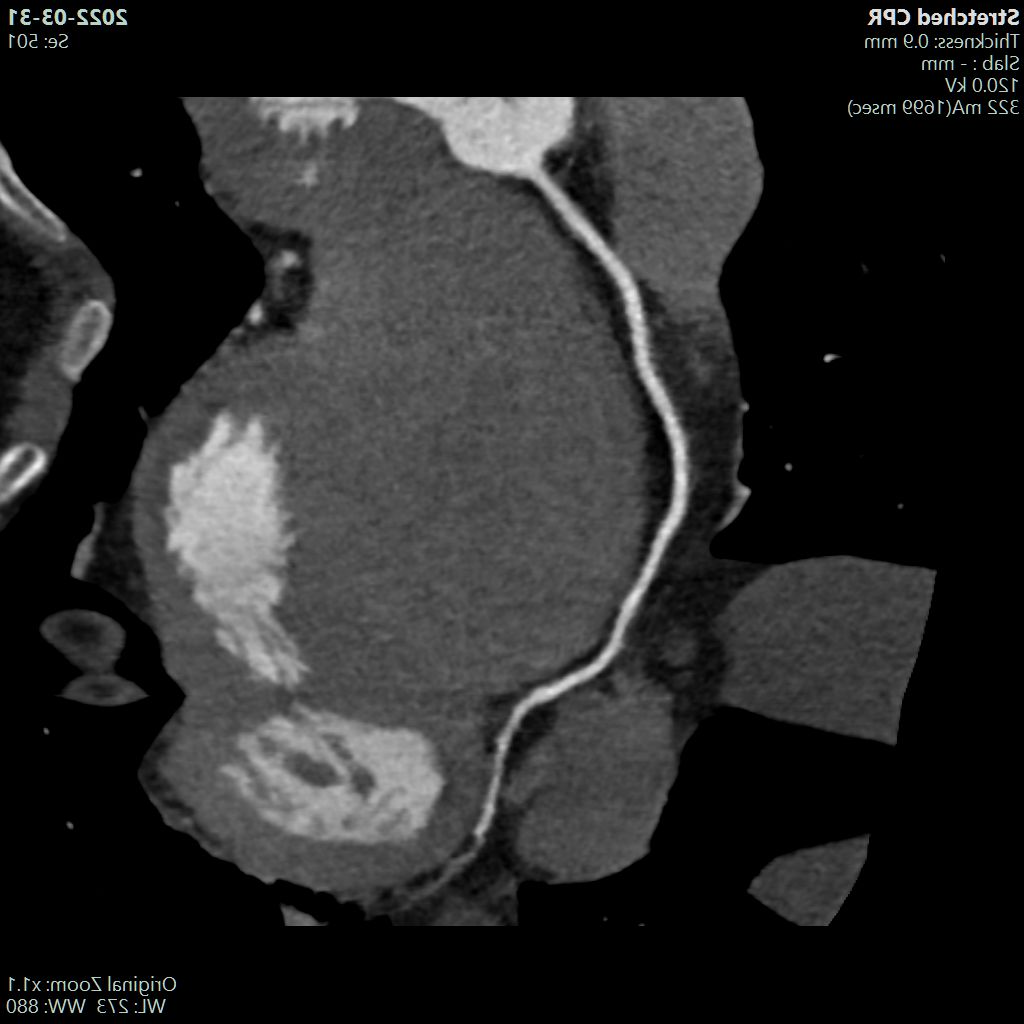 Stretched CPR
Thickness: 0.9 mm
Slab : - mm
120.0 kV
322 mA(1699 msec)
2022-03-31
Se: 501
Original Zoom: x1.1
WL: 273 WW: 880